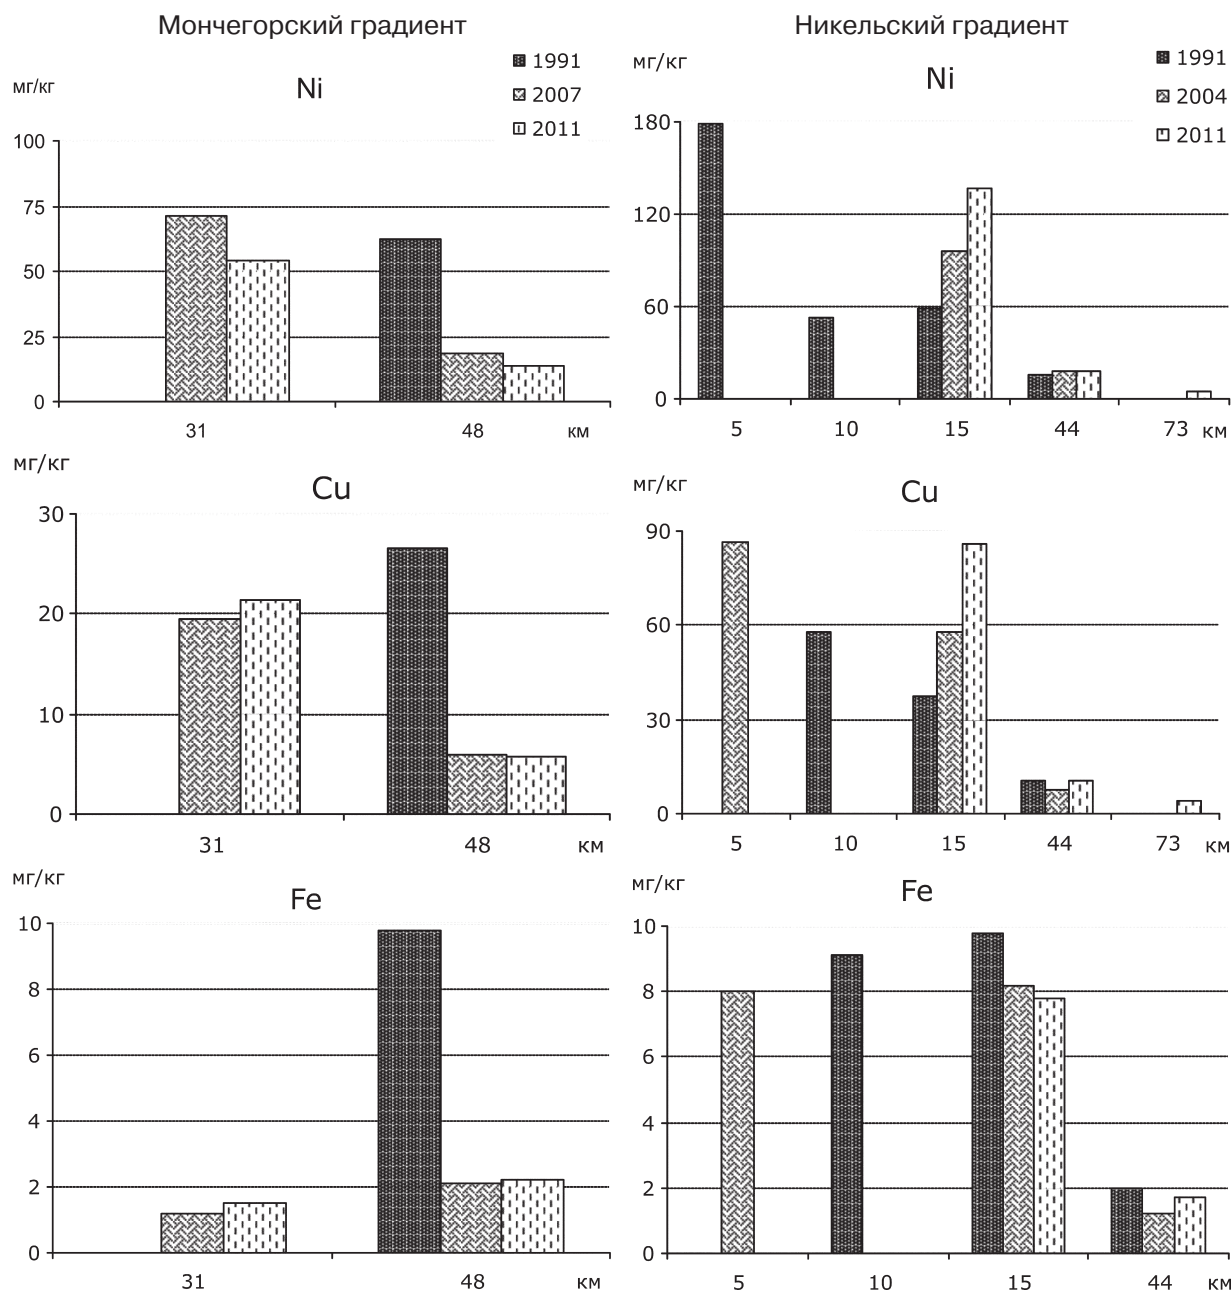 Мончегорский градиент
мг/кг
Ni
1991
2007
2011
100
75
50
25
0
31
48
км
мг/кг
Cu
30
20
10
0
31
48
км
мг/кг
Fe
10
8
6
4
2
0
31
48
км
Никельский градиент
мг/кг
Ni
1991
2004
2011
180
120
60
0
5
10
15
44
73
км
мг/кг
Cu
90
60
30
0
5
10
15
44
73
км
мг/кг
Fe
10
8
6
4
2
0
5
10
15
44
км